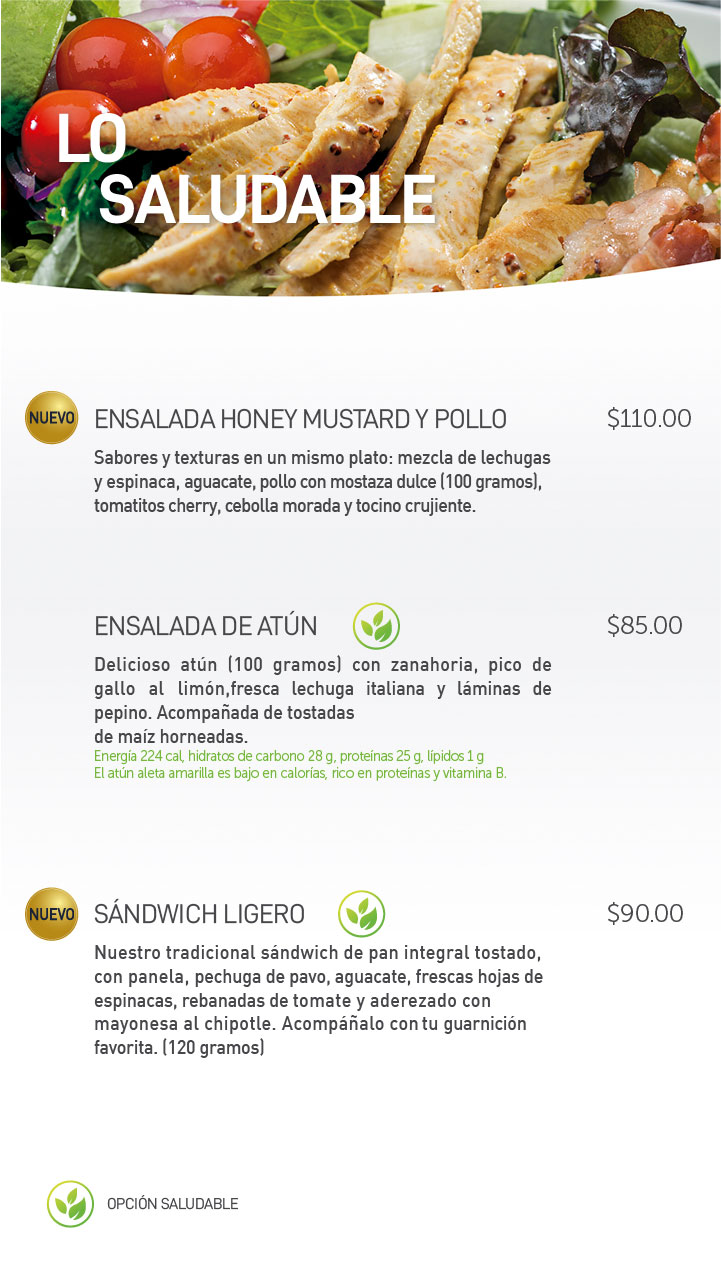 LO
SALUDABLE
NUEVO
ENSALADA HONEY MUSTARD Y POLLO
$110.00
Sabores y texturas en un mismo plato: mezcla de lechugas
y espinaca, aguacate, pollo con mostaza dulce (100 gramos),
tomatitos cherry, cebolla morada y tocino crujiente.
ENSALADA DE ATÚN
$85.00
Delicioso atún (100 gramos) con zanahoria, pico de
gallo al limón,fresca lechuga italiana y láminas de
pepino. Acompañada de tostadas
de maíz horneadas.
Energía 224 cal, hidratos de carbono 28 g, proteínas 25 g, lípidos 1 g
El atún aleta amarilla es bajo en calorías, rico en proteínas y vitamina B.
NUEVO
SÁNDWICH LIGERO
$90.00
Nuestro tradicional sándwich de pan integral tostado,
con panela, pechuga de pavo, aguacate, frescas hojas de
espinacas, rebanadas de tomate y aderezado con
mayonesa al chipotle. Acompáñalo con tu guarnición
favorita. (120 gramos)
OPCIÓN SALUDABLE